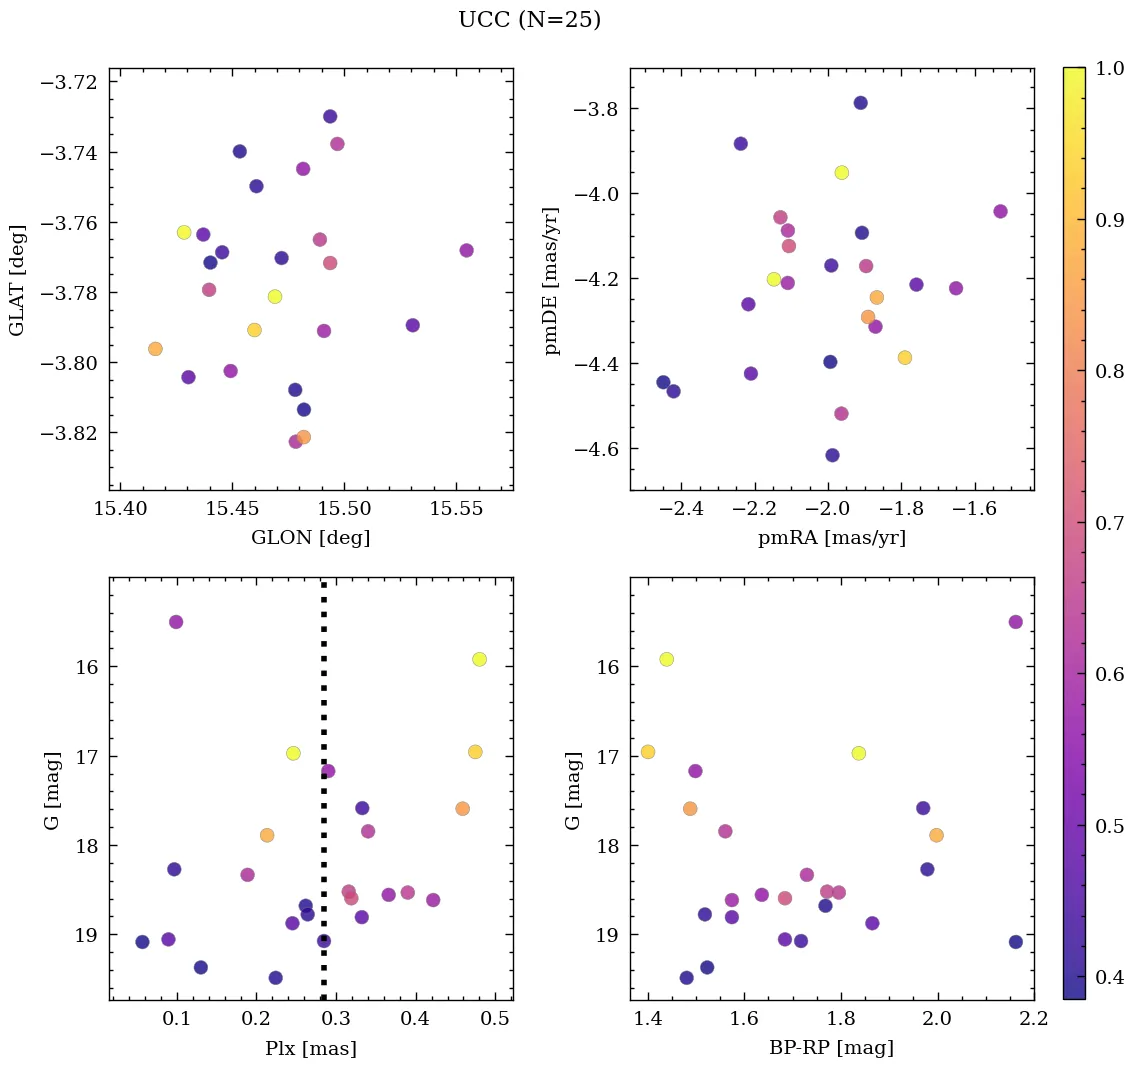 UCC (N=25)
−3.72
−3.74
−3.76
−3.78
−3.80
−3.82
GLAT [deg]
15.40 15.45 15.50 15.55
GLON [deg]
−3.8
−4.0
−4.2
−4.4
−4.6
pmDE [mas/yr]
−2.4 −2.2 −2.0 −1.8 −1.6
pmRA [mas/yr]
16
17
18
19
G [mag]
0.1 0.2 0.3 0.4 0.5
Plx [mas]
16
17
18
19
G [mag]
1.4 1.6 1.8 2.0 2.2
BP-RP [mag]
1.0
0.9
0.8
0.7
0.6
0.5
0.4